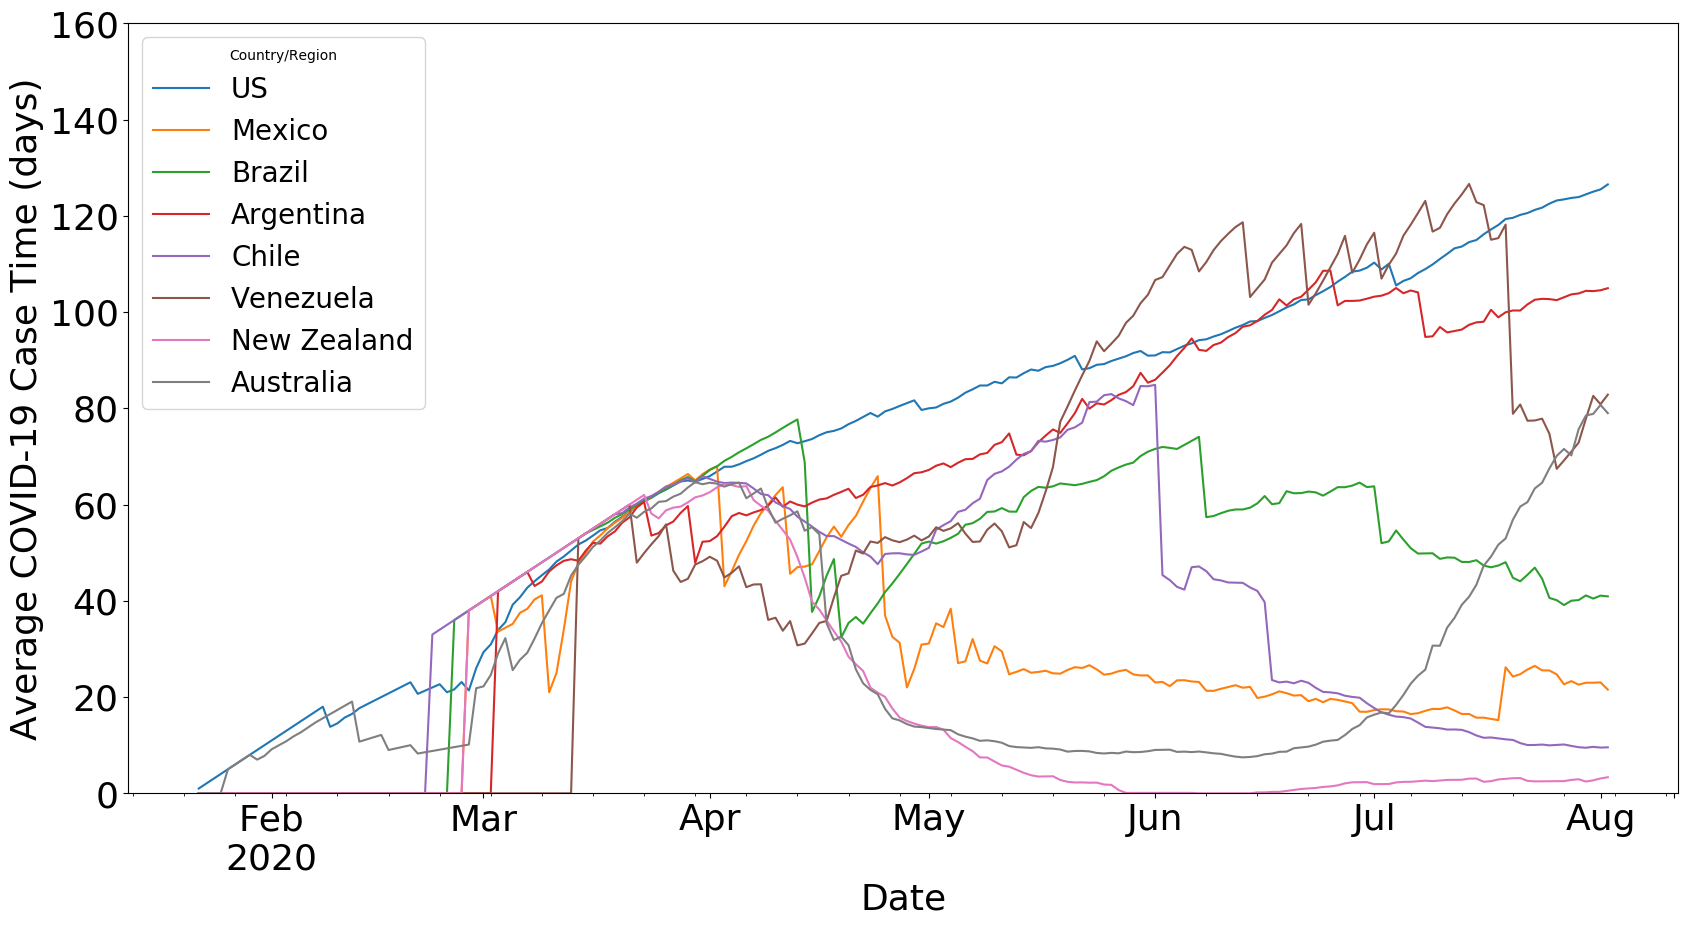 Average COVID-19 Case Time (days)
160
140
120
100
80
60
40
20
0
Country/Region
US
Mexico
Brazil
Argentina
Chile
Venezuela
New Zealand
Australia
Feb Mar Apr May Jun Jul Aug
2020
Date